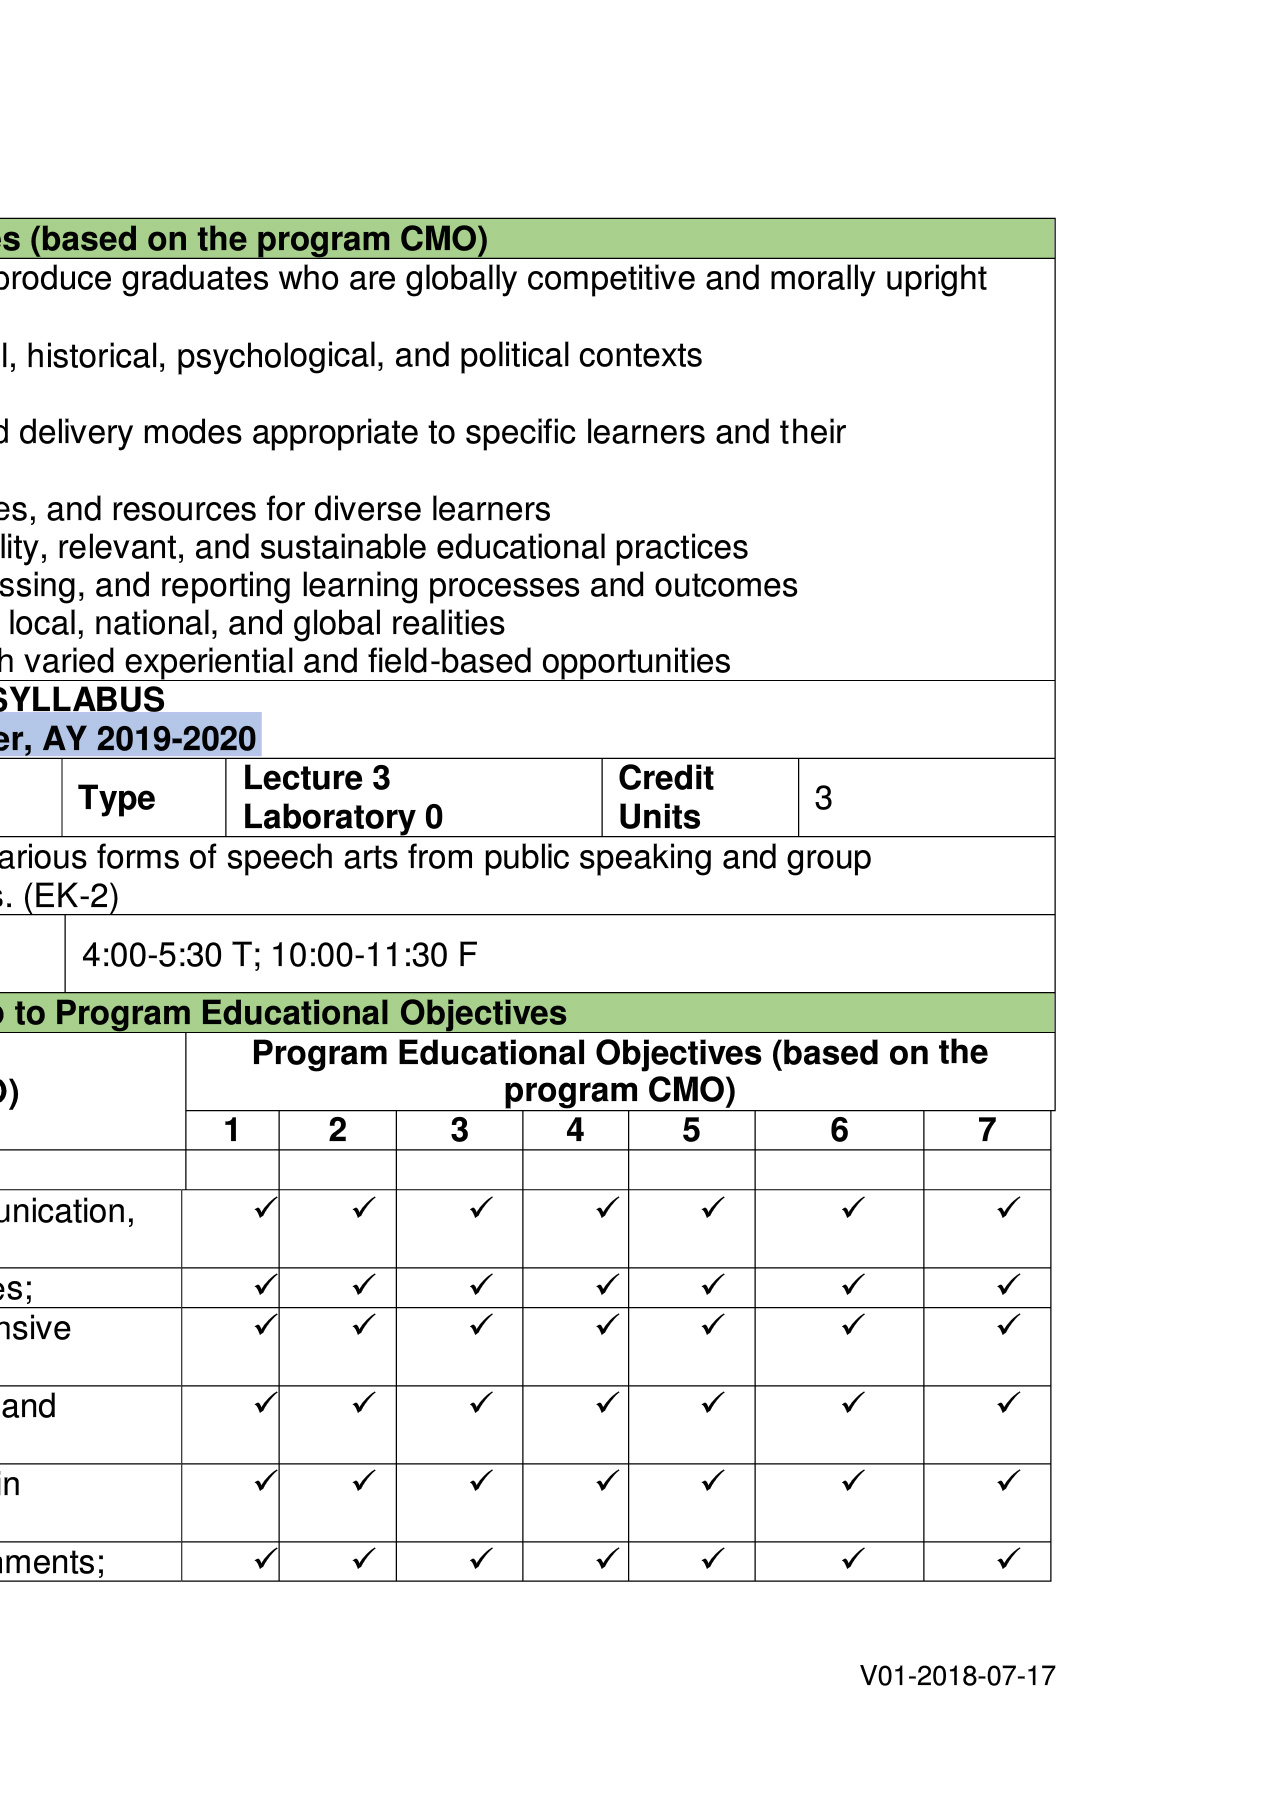 es (based on the program CMO)
produce graduates who are globally competitive and morally upright
l, historical, psychological, and political contexts
d delivery modes appropriate to specific learners and their
es, and resources for diverse learners
lity, relevant, and sustainable educational practices
ssing, and reporting learning processes and outcomes
local, national, and global realities
h varied experiential and field-based opportunities
SYLLABUS
er, AY 2019-2020
Type
Lecture 3
Laboratory 0
Credit
Units
3
arious forms of speech arts from public speaking and group
s. (EK-2)
4:00-5:30 T; 10:00-11:30 F
p to Program Educational Objectives
O)
Program Educational Objectives (based on the
program CMO)
1 2 3 4 5 6 7
unication, ✓ ✓ ✓ ✓ ✓ ✓ ✓
es; ✓ ✓ ✓ ✓ ✓ ✓ ✓
nsive ✓ ✓ ✓ ✓ ✓ ✓ ✓
and ✓ ✓ ✓ ✓ ✓ ✓ ✓
in ✓ ✓ ✓ ✓ ✓ ✓ ✓
nments; ✓ ✓ ✓ ✓ ✓ ✓ ✓
V01-2018-07-17